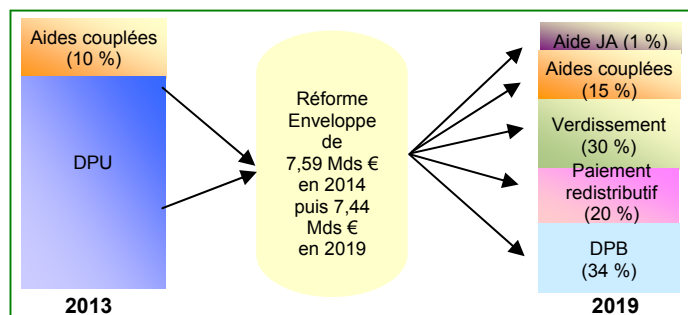 Aides couplées
(10 %)
DPU
2013
Réforme
Enveloppe
de
7,59 Mds €
en 2014
puis 7,44
Mds €
en 2019
Aide JA (1 %)
Aides couplées
(15 %)
Verdissement
(30 %)
Paiement
redistributif
(20 %)
DPB
(34 %)
2019